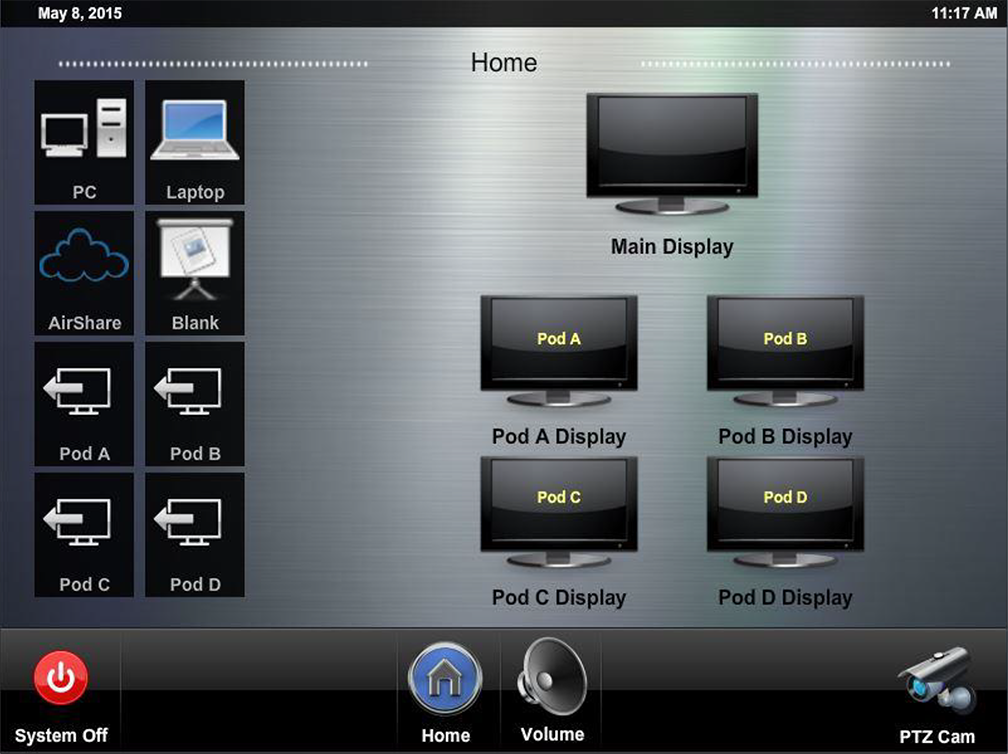 May 8, 2015
11:17 AM
Home
PC
Laptop
Main Display
AirShare
Blank
Pod A
Pod B
Pod A
Pod B
Pod A Display
Pod B Display
Pod C
Pod D
Pod C
Pod D
Pod C Display
Pod D Display
System Off
Home
Volume
PTZ Cam